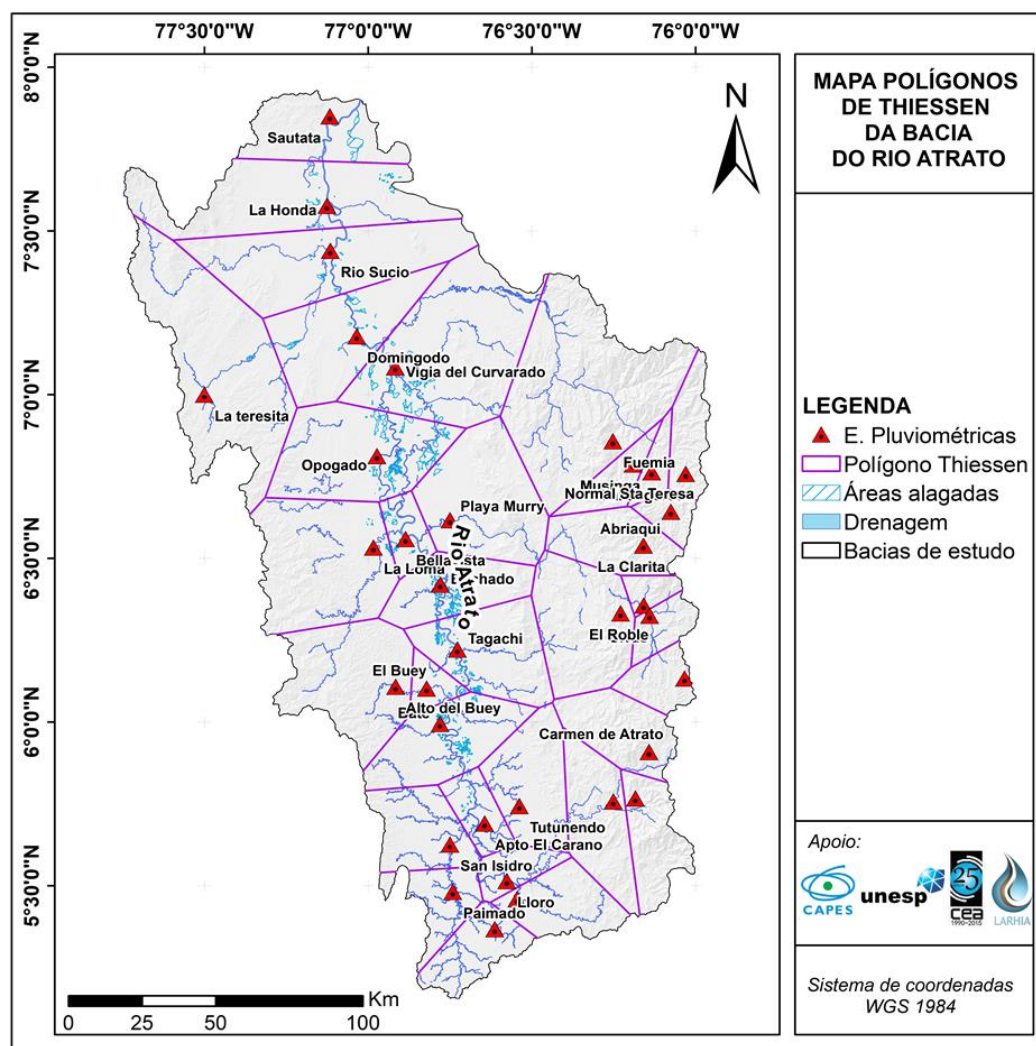 77°30'0"W
77°0'0"W
76°30'0"W
76°0'0"W
8°0'0"N
7°30'0"N
7°0'0"N
6°30'0"N
6°0'0"N
5°30'0"N
N
Sautata
La Honda
Rio Sucio
Domingodo
Vigia del Curvarado
La teresita
Opogado
Fuemia
Musinga
Normal Sta Teresa
Playa Murry
Abriaqui
Bellavista
La Loma
La Clarita
Rio Atrato
El Roble
Tagachi
El Buey
Alto del Buey
Carmen de Atrato
Tutunendo
Apto El Carano
San Isidro
Lloro
Paimado
Km
0 25 50 100
MAPA POLÍGONOS
DE THIESSEN
DA BACIA
DO RIO ATRATO
LEGENDA
E. Pluviométricas
Polígono Thiessen
Áreas alagadas
Drenagem
Bacias de estudo
Apoio:
CAPES
unesp
25
cea
1990-2015
LARHIA
Sistema de coordenadas
WGS 1984